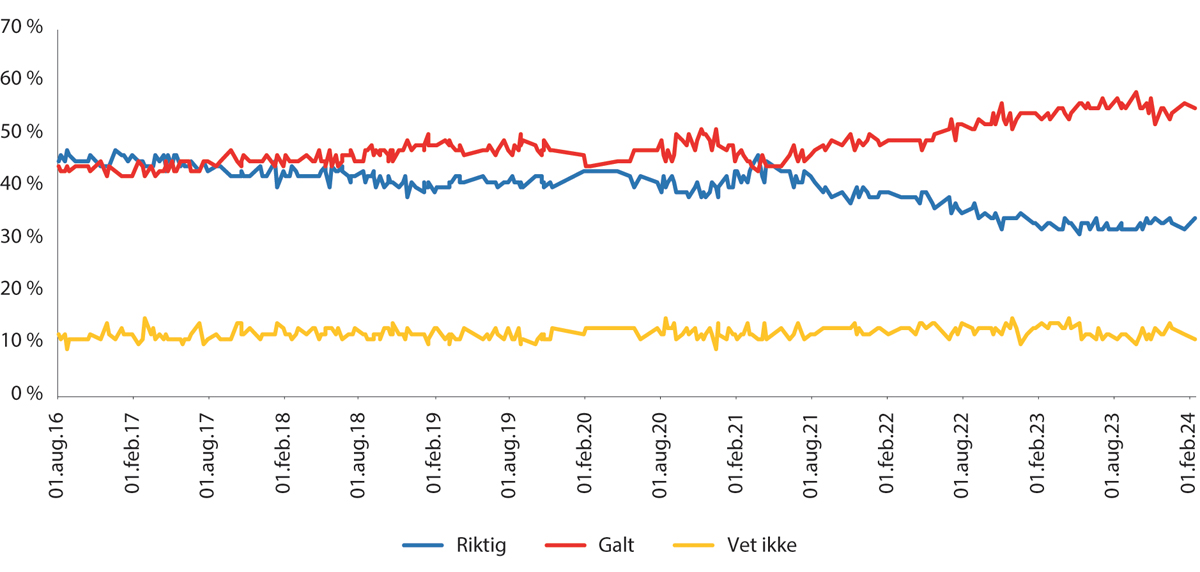 70 %
60 %
50 %
40 %
30 %
20 %
10 %
0 %
01.aug.16
01.feb.17
01.aug.17
01.feb.18
01.aug.18
01.feb.19
01.aug.19
01.feb.20
01.aug.20
01.feb.21
01.aug.21
01.feb.22
01.aug.22
01.feb.23
01.aug.23
01.feb.24
Riktig Galt Vet ikke